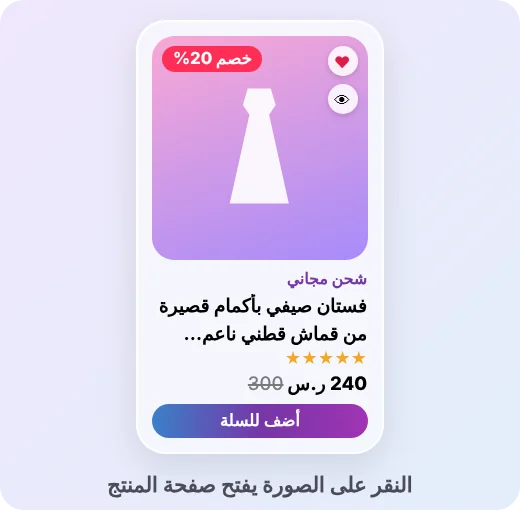 خصم 20%
شحن مجاني
فستان صيفي بأكمام قصيرة
من قماش قطني ناعم...
240 ر.س 300
أضف للسلة
النقر على الصورة يفتح صفحة المنتج